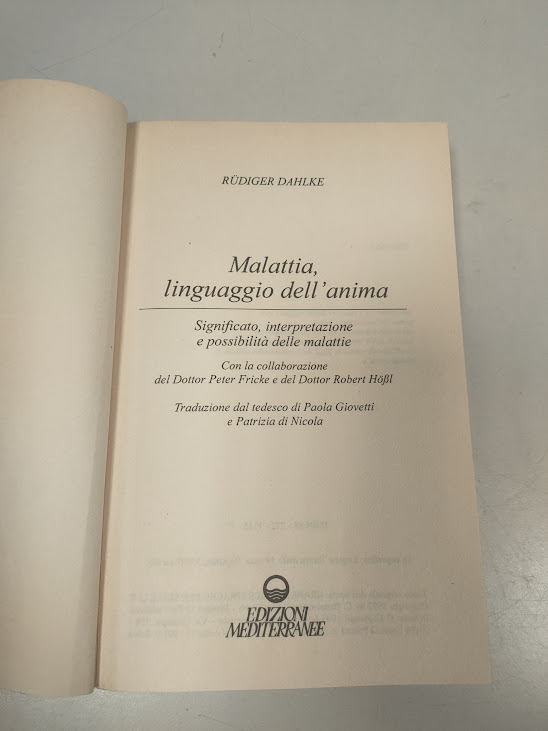 RÜDIGER DAHLKE
Malattia,
linguaggio dell'anima
Significato, interpretazione
e possibilità delle malattie
Con la collaborazione
del Dottor Peter Fricke e del Dottor Robert Hößl
Traduzione dal tedesco di Paola Giovetti
e Patrizia di Nicola
EDIZIONI
MEDITERRANEE